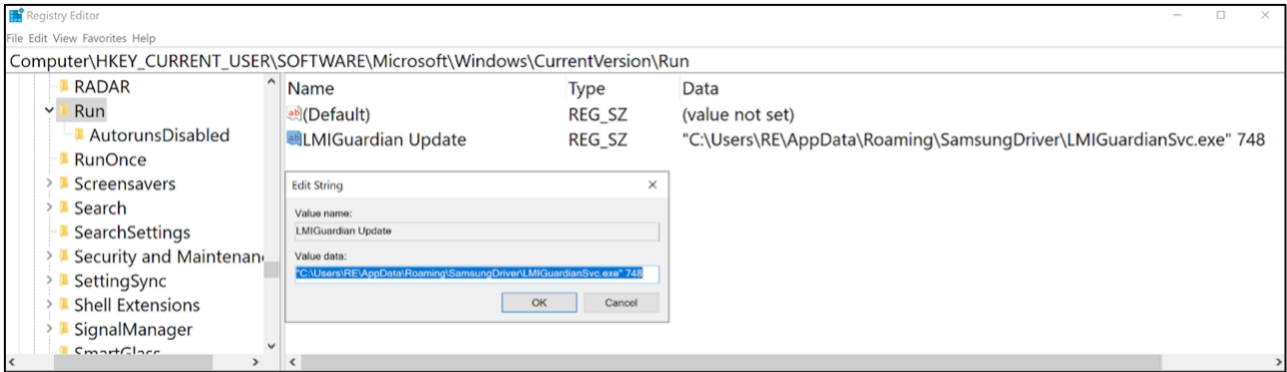 Registry Editor
File Edit View Favorites Help
Computer\HKEY_CURRENT_USER\SOFTWARE\Microsoft\Windows\CurrentVersion\Run
RADAR
Run
AutorunsDisabled
RunOnce
Screensavers
Search
SearchSettings
Security and Maintenan
SettingSync
Shell Extensions
SignalManager
SmartGlass
Name Type Data
ab (Default) REG_SZ (value not set)
ab LMIGuardian Update REG_SZ "C:\Users\RE\AppData\Roaming\SamsungDriver\LMIGuardianSvc.exe" 748
Edit String
Value name:
LMIGuardian Update
Value data:
"C:\Users\RE\AppData\Roaming\SamsungDriver\LMIGuardianSvc.exe" 748
OK Cancel